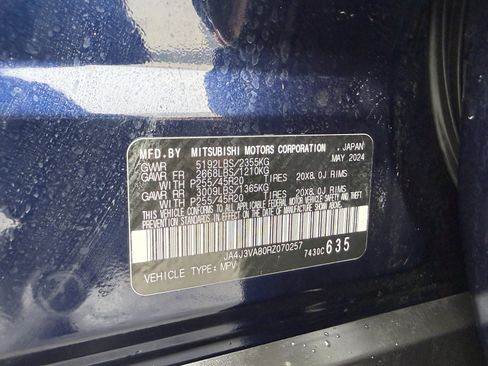 MFD.BY MITSUBISHI MOTORS CORPORATION JAPAN
GVWR 5192LBS/2355KG MAY 2024
GAWR FR 2668LBS/1210KG
WITH P255/45R20 TIRES 20X8.0J RIMS
GAWR RR 3009LBS/1365KG
WITH P255/45R20 TIRES 20X8.0J RIMS
THIS VEHICLE CONFORMS TO ALL APPLICABLE
FEDERAL MOTOR VEHICLE SAFETY, BUMPER, AND THEFT
PREVENTION STANDARDS IN EFFECT ON THE DATE OF
MANUFACTURE SHOWN ABOVE.
JA4J3VA80RZ070257
VEHICLE TYPE: MPV 7430C 635